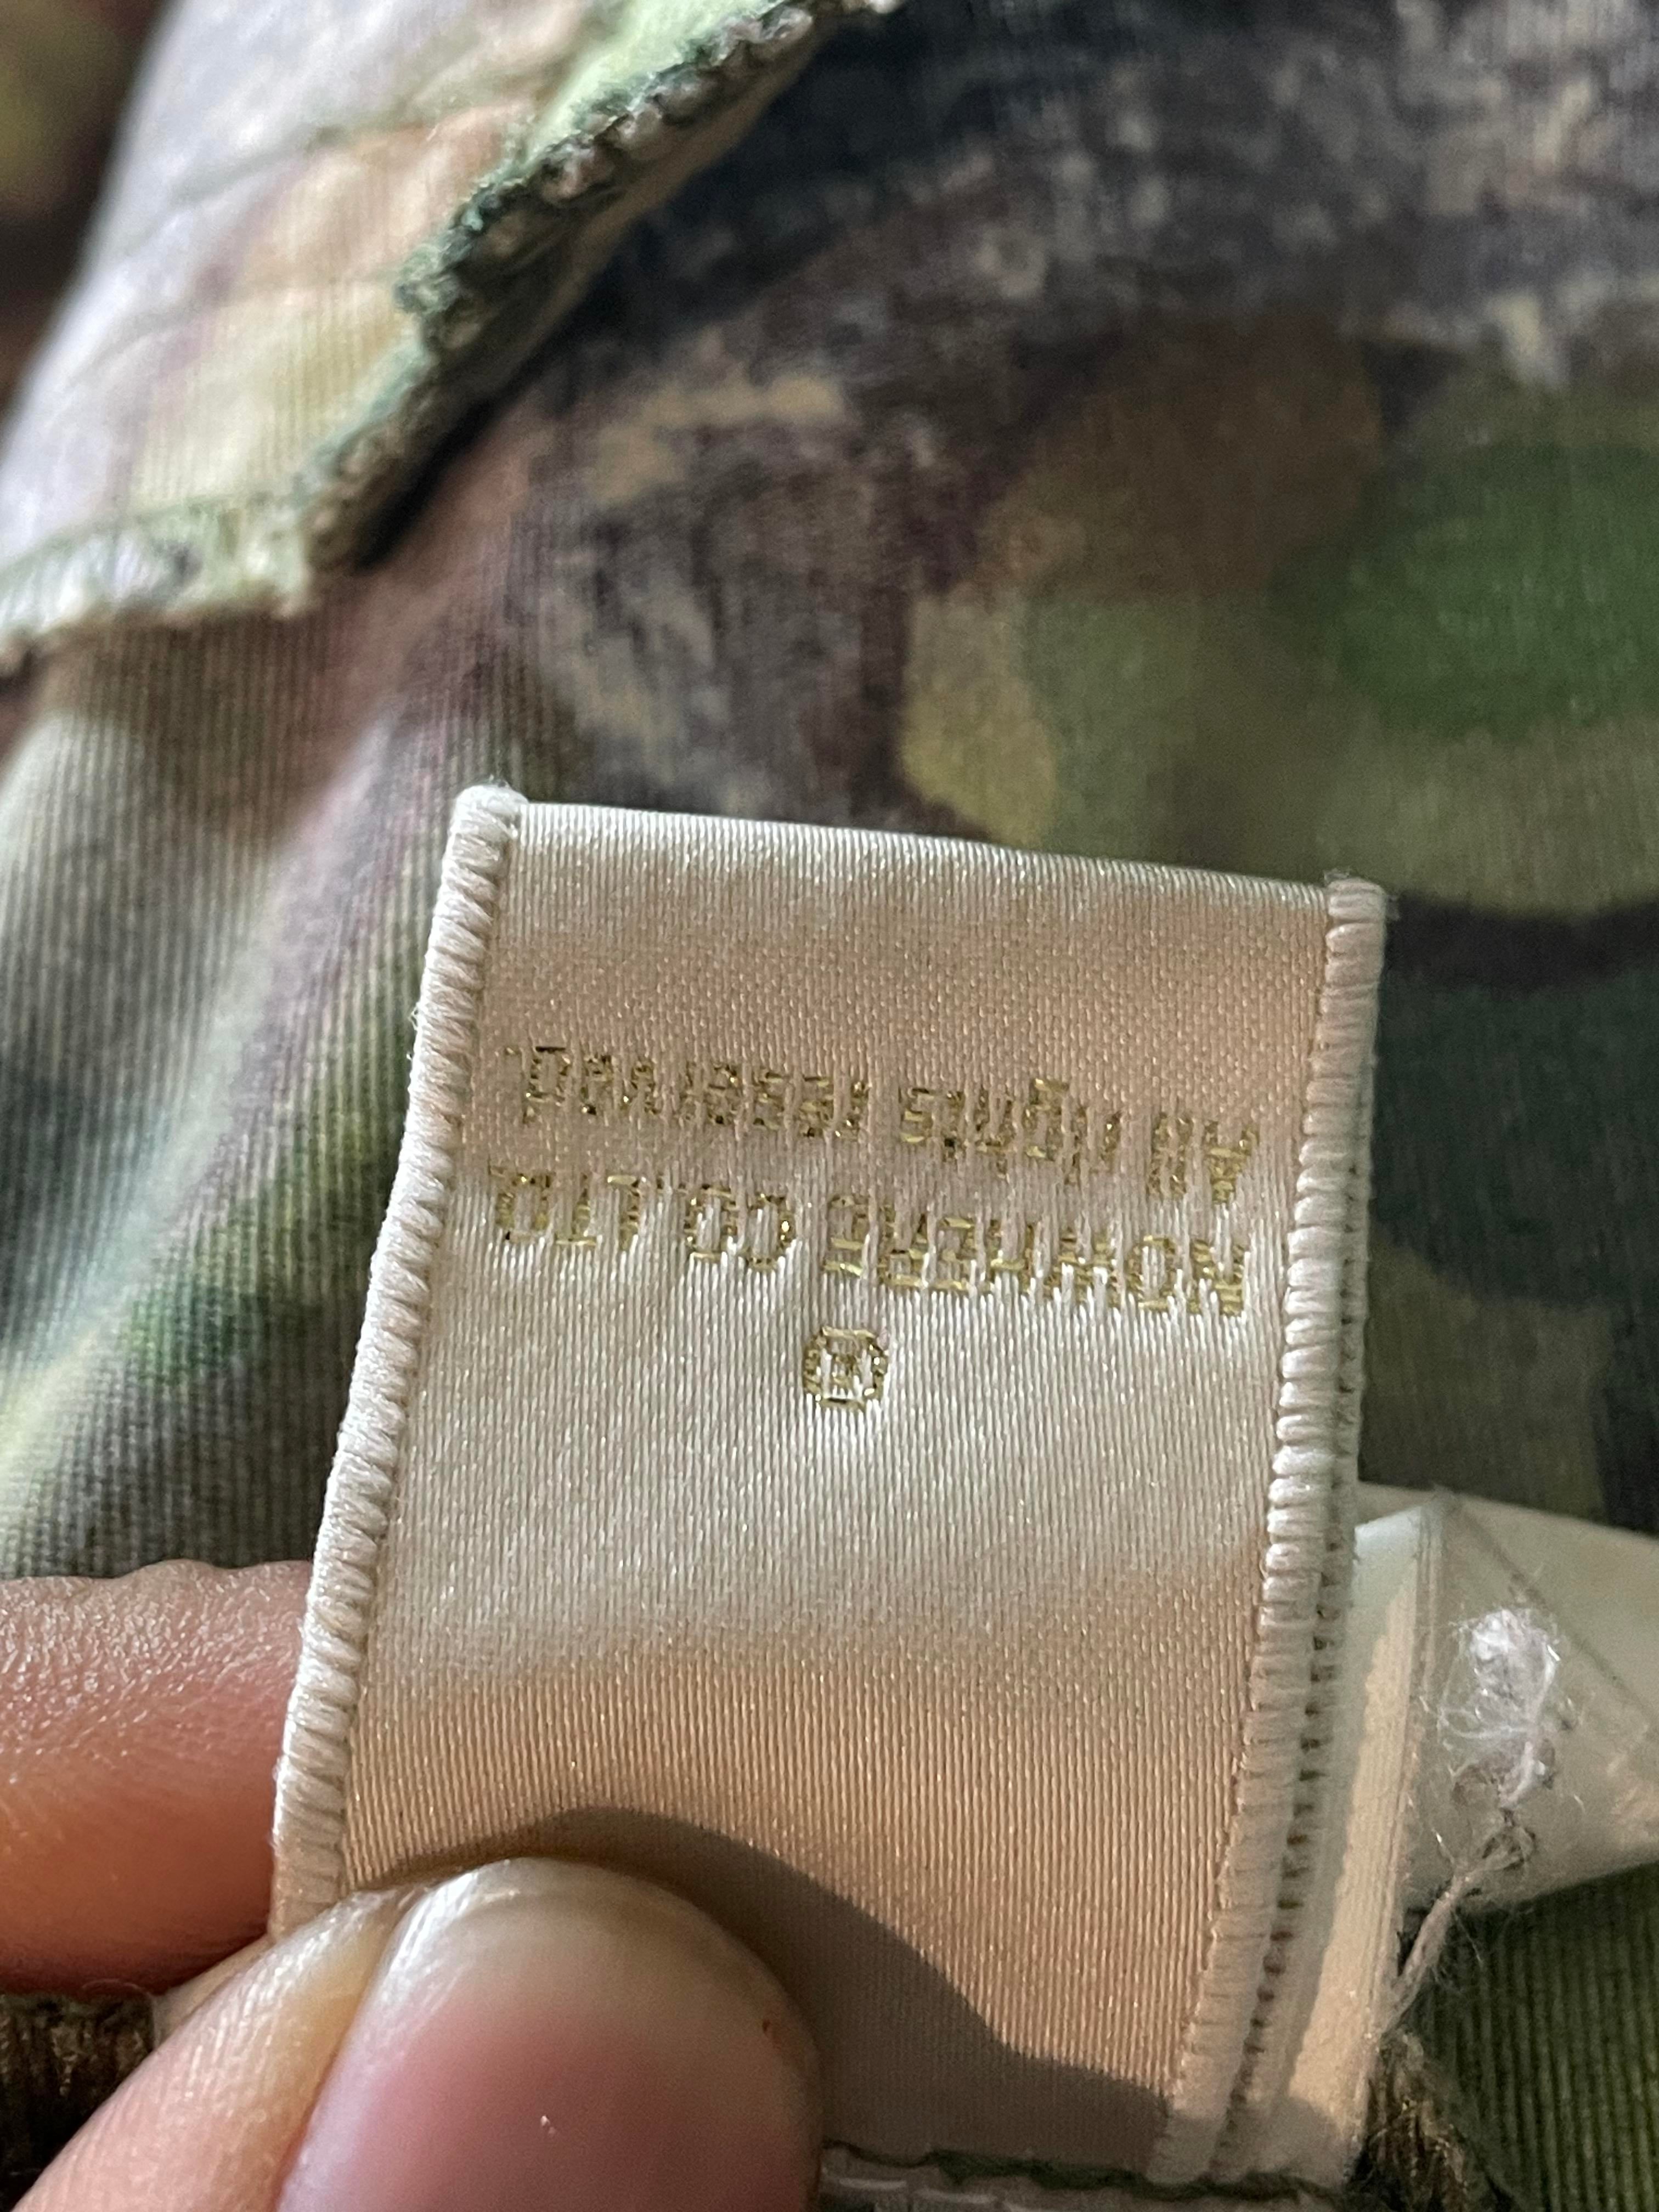 ©
NOWHERE CO.,LTD.
All rights reserved.